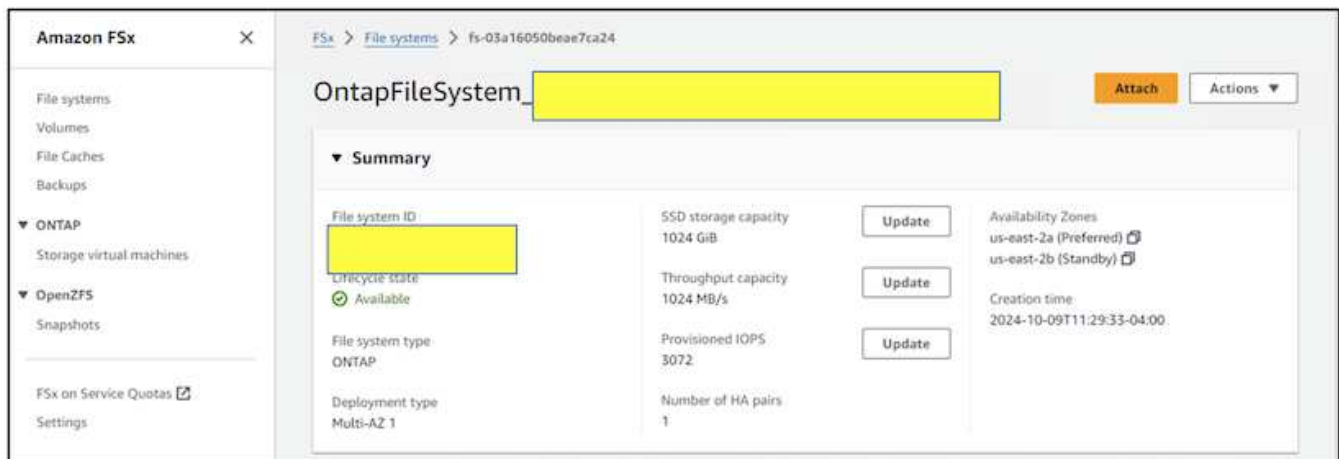 Amazon FSx
File systems
Volumes
File Caches
Backups
ONTAP
Storage virtual machines
OpenZFS
Snapshots
FSx on Service Quotas
Settings
FSx > File systems > fs-03a16050beae7ca24
OntapFileSystem_
Attach
Actions
Summary
File system ID
Lifecycle state
Available
File system type
ONTAP
Deployment type
Multi-AZ 1
SSD storage capacity
1024 GiB
Update
Throughput capacity
1024 MB/s
Update
Provisioned IOPS
3072
Update
Number of HA pairs
1
Availability Zones
us-east-2a (Preferred)
us-east-2b (Standby)
Creation time
2024-10-09T11:29:33-04:00